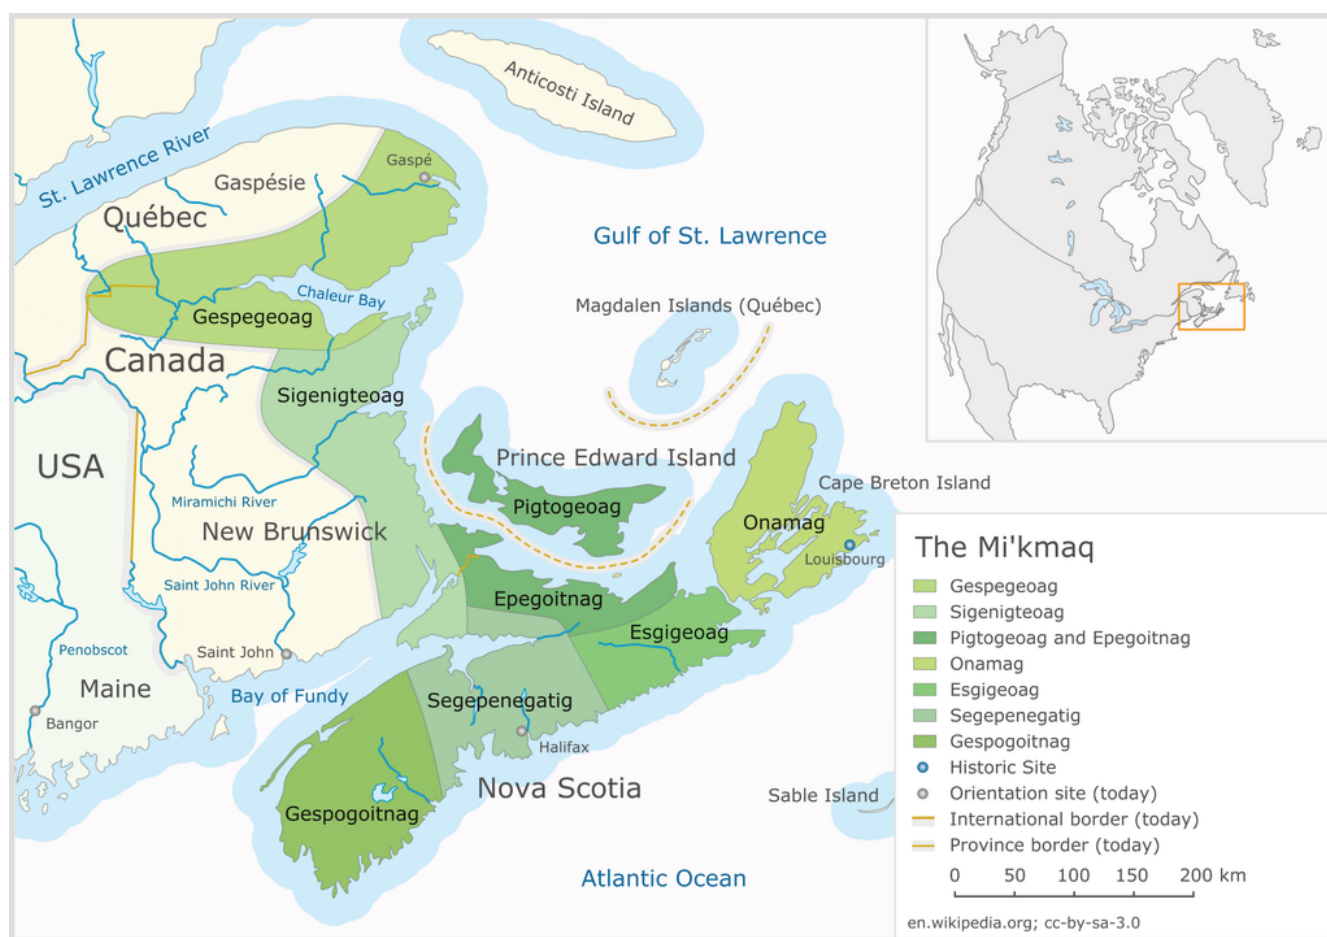 Anticosti Island
St. Lawrence River
Gaspé
Gaspésie
Québec
Gulf of St. Lawrence
Chaleur Bay
Magdalen Islands (Québec)
Gespegeoag
Canada
Sigenigteoag
USA
Prince Edward Island
Cape Breton Island
Miramichi River
Pigtogeoag
Onamag
New Brunswick
Louisbourg
Saint John River
Epegoitnag
Esgigeoag
Penobscot
Saint John
Maine
Bay of Fundy
Segepenegatig
Bangor
Halifax
Nova Scotia
Sable Island
Gespogoitnag
Atlantic Ocean
The Mi'kmaq
Gespegeoag
Sigenigteoag
Pigtogeoag and Epegoitnag
Onamag
Esgigeoag
Segepenegatig
Gespogoitnag
Historic Site
Orientation site (today)
International border (today)
Province border (today)
0 50 100 150 200 km
en.wikipedia.org; cc-by-sa-3.0